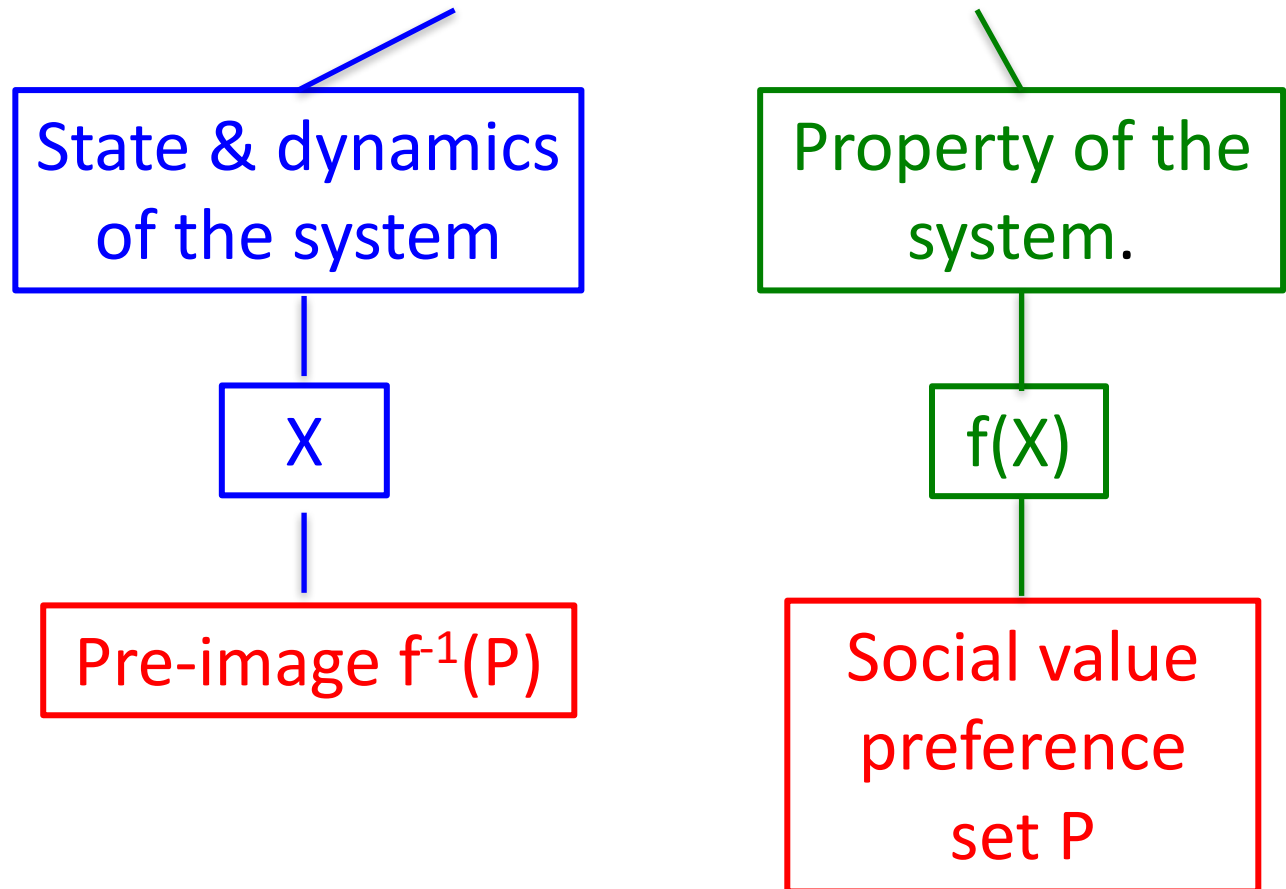 State & dynamics
of the system
Property of the
system.
X
f(X)
Pre-image f⁻¹(P)
Social value
preference
set P